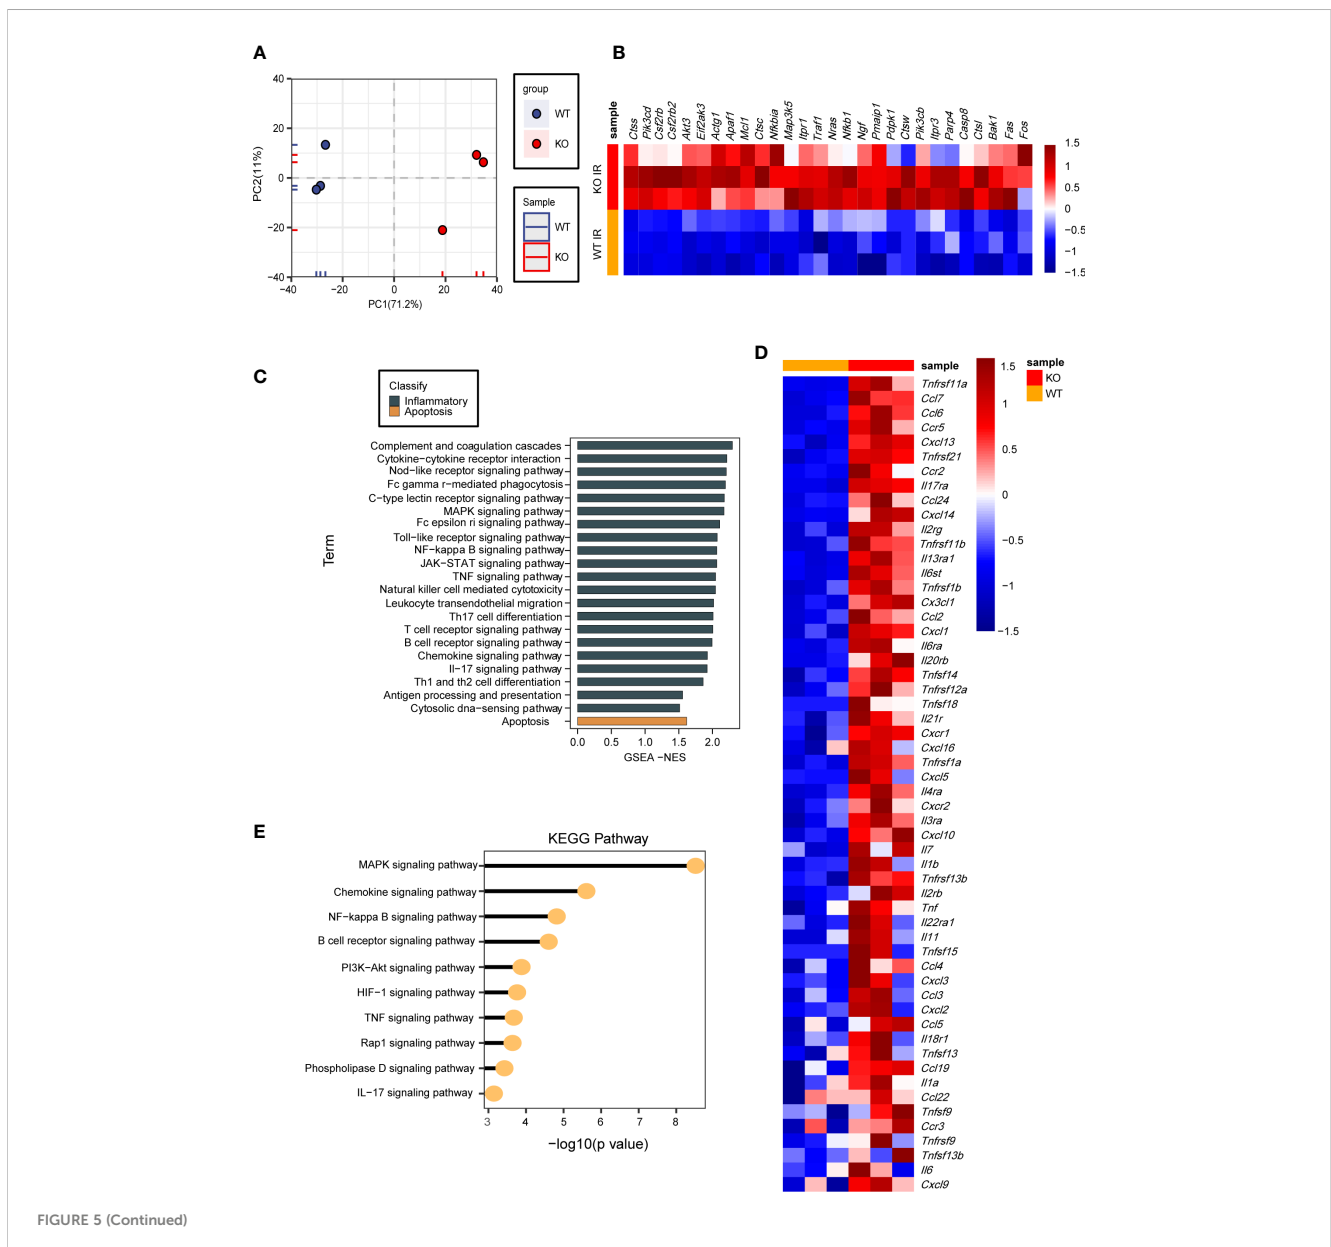 A
40
20
0
−20
−40
−40
−20
0
20
40
PC2(11%)
PC1(71.2%)
group
WT
KO
Sample
WT
KO
B
sample
Ctss
Pik3cd
Csf2rb
Csf2rb2
Akt3
Eif2ak3
Actg1
Apaf1
Mcl1
Ctsc
Nfkbia
Map3k5
Itpr1
Traf1
Nras
Nfkb1
Ngf
Pmaip1
Pdpk1
Ctsw
Pik3cb
Itpr3
Parp4
Casp8
Ctsl
Bak1
Fas
Fos
KO IR
WT IR
1.5
1
0.5
0
−0.5
−1
−1.5
C
Classify
Inflammatory
Apoptosis
Term
Complement and coagulation cascades
Cytokine−cytokine receptor interaction
Nod−like receptor signaling pathway
Fc gamma r−mediated phagocytosis
C−type lectin receptor signaling pathway
MAPK signaling pathway
Fc epsilon ri signaling pathway
Toll−like receptor signaling pathway
NF−kappa B signaling pathway
JAK−STAT signaling pathway
TNF signaling pathway
Natural killer cell mediated cytotoxicity
Leukocyte transendothelial migration
Th17 cell differentiation
T cell receptor signaling pathway
B cell receptor signaling pathway
Chemokine signaling pathway
Il−17 signaling pathway
Th1 and th2 cell differentiation
Antigen processing and presentation
Cytosolic dna−sensing pathway
Apoptosis
0.0
0.5
1.0
1.5
2.0
GSEA −NES
D
sample
Tnfrsf11a
Ccl7
Ccl6
Ccr5
Cxcl13
Tnfrsf21
Ccr2
Il17ra
Ccl24
Cxcl14
Il2rg
Tnfrsf11b
Il13ra1
Il6st
Tnfrsf1b
Cx3cl1
Ccl2
Cxcl1
Il6ra
Il20rb
Tnfsf14
Tnfrsf12a
Tnfsf18
Il21r
Cxcr1
Cxcl16
Tnfrsf1a
Cxcl5
Il4ra
Cxcr2
Il3ra
Cxcl10
Il7
Il1b
Tnfrsf13b
Il2rb
Tnf
Il22ra1
Il11
Tnfsf15
Ccl4
Cxcl3
Ccl3
Cxcl2
Ccl5
Il18r1
Tnfsf13
Ccl19
Il1a
Ccl22
Tnfsf9
Ccr3
Tnfrsf9
Tnfsf13b
Il6
Cxcl9
1.5
1
0.5
0
−0.5
−1
−1.5
sample
KO
WT
E
KEGG Pathway
MAPK signaling pathway
Chemokine signaling pathway
NF−kappa B signaling pathway
B cell receptor signaling pathway
PI3K−Akt signaling pathway
HIF−1 signaling pathway
TNF signaling pathway
Rap1 signaling pathway
Phospholipase D signaling pathway
IL−17 signaling pathway
3
4
5
6
7
8
−log10(p value)
FIGURE 5 (Continued)